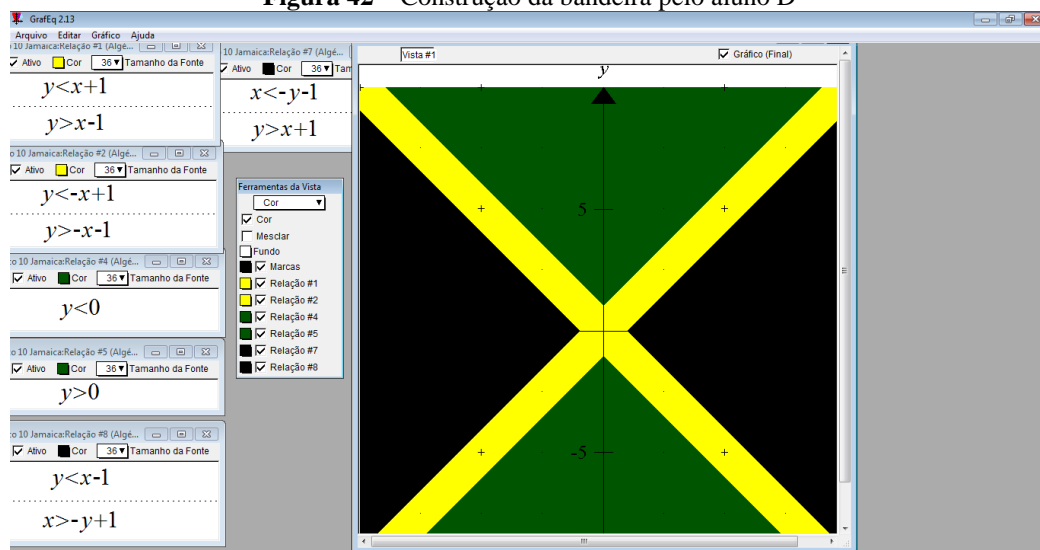 Figura 42 Construção da bandeira pelo aluno D
GrafEq 2.13
Arquivo Editar Gráfico Ajuda
10 Jamaica:Relação #1 (Algé...
Ativo Cor 36 Tamanho da Fonte
y<x+1
y>x-1
10 Jamaica:Relação #7 (Algé...
Ativo Cor 36 Tam
x<-y-1
y>x+1
o 10 Jamaica:Relação #2 (Algé...
Ativo Cor 36 Tamanho da Fonte
y<-x+1
y>-x-1
o 10 Jamaica:Relação #4 (Algé...
Ativo Cor 36 Tamanho da Fonte
y<0
o 10 Jamaica:Relação #5 (Algé...
Ativo Cor 36 Tamanho da Fonte
y>0
o 10 Jamaica:Relação #8 (Algé...
Ativo Cor 36 Tamanho da Fonte
y<x-1
x>-y+1
Ferramentas da Vista
Cor
Cor
Mesclar
Fundo
Marcas
Relação #1
Relação #2
Relação #4
Relação #5
Relação #7
Relação #8
Vista #1
Gráfico (Final)
y
5
-5